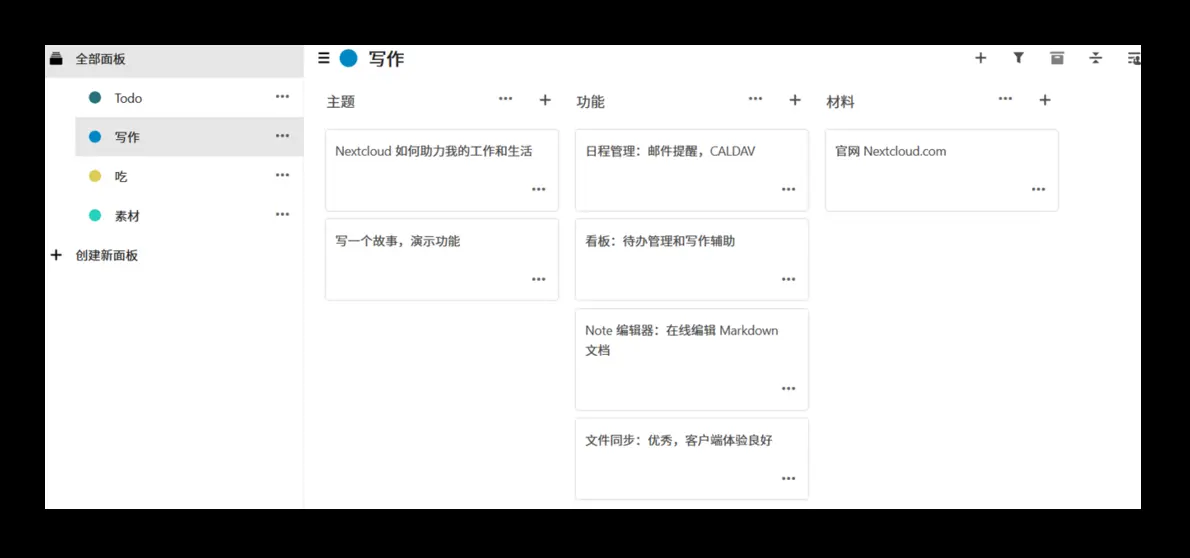 全部面板
Todo
写作
吃
素材
创建新面板
写作
主题
Nextcloud 如何助力我的工作和生活
写一个故事，演示功能
功能
日程管理：邮件提醒，CALDAV
看板：待办管理和写作辅助
Note 编辑器：在线编辑 Markdown
文档
文件同步：优秀，客户端体验良好
材料
官网 Nextcloud.com